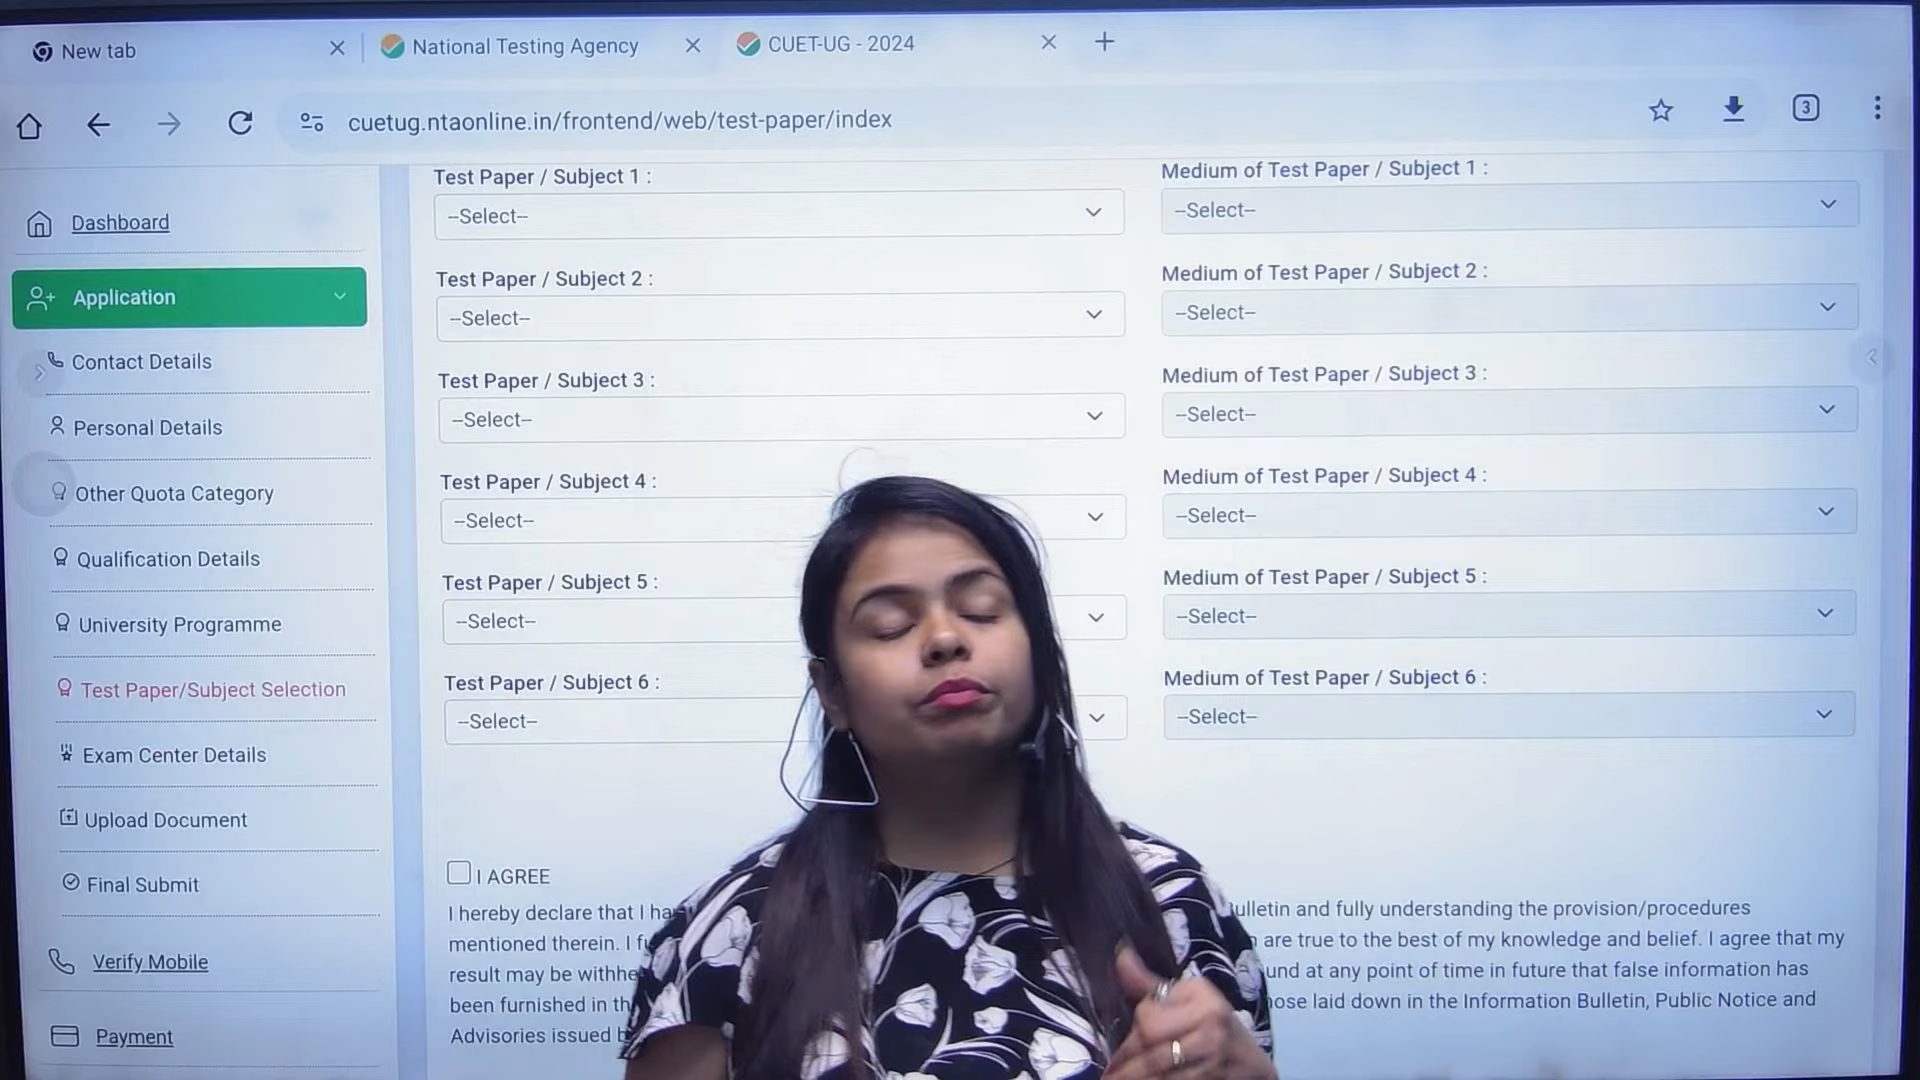 New tab
National Testing Agency
CUET-UG - 2024
cuetug.ntaonline.in/frontend/web/test-paper/index
3
Dashboard
Application
Contact Details
Personal Details
Other Quota Category
Qualification Details
University Programme
Test Paper/Subject Selection
Exam Center Details
Upload Document
Final Submit
Verify Mobile
Payment
Test Paper / Subject 1 :
--Select--
Medium of Test Paper / Subject 1 :
--Select--
Test Paper / Subject 2 :
--Select--
Medium of Test Paper / Subject 2 :
--Select--
Test Paper / Subject 3 :
--Select--
Medium of Test Paper / Subject 3 :
--Select--
Test Paper / Subject 4 :
--Select--
Medium of Test Paper / Subject 4 :
--Select--
Test Paper / Subject 5 :
--Select--
Medium of Test Paper / Subject 5 :
--Select--
Test Paper / Subject 6 :
--Select--
Medium of Test Paper / Subject 6 :
--Select--
I AGREE
I hereby declare that I and fully understanding the provision/procedures
mentioned therein. I are true to the best of my knowledge and belief. I agree that my
result may be at any point of time in future that false information has
been furnished in laid down in the Information Bulletin, Public Notice and
Advisories issued